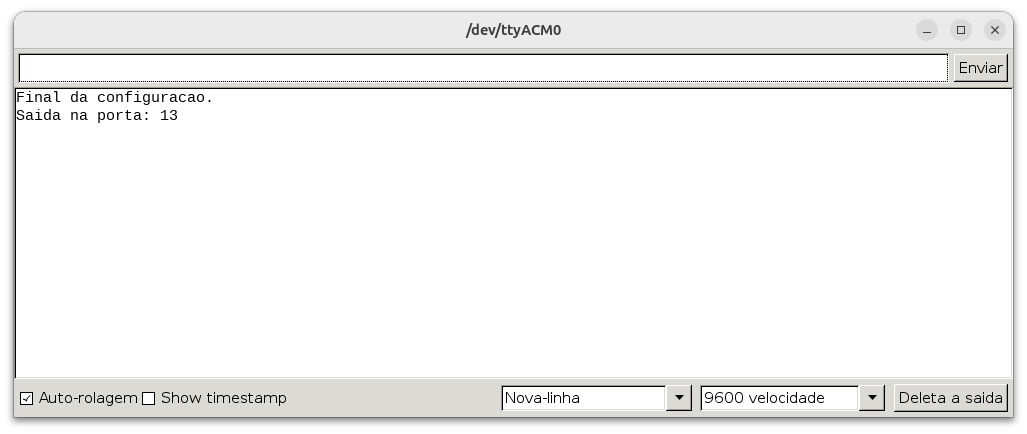 /dev/ttyACM0
Enviar
Final da configuracao.
Saida na porta: 13
Auto-rolagem Show timestamp Nova-linha 9600 velocidade Deleta a saida